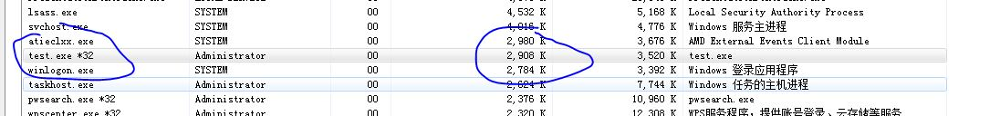 lsass.exe SYSTEM 00 4,532 K 5,168 K Local Security Authority Process
svchost.exe SYSTEM 00 4,016 K 4,776 K Windows 服务主进程
atieclxx.exe SYSTEM 00 2,980 K 3,676 K AMD External Events Client Module
test.exe *32 Administrator 00 2,908 K 3,520 K test.exe
winlogon.exe SYSTEM 00 2,784 K 3,392 K Windows 登录应用程序
taskhost.exe Administrator 00 2,624 K 7,744 K Windows 任务的主机进程
pwsearch.exe *32 Administrator 00 2,376 K 10,960 K pwsearch.exe
wpscenter.exe *32 Administrator 00 2,320 K 12,308 K WPS服务程序，提供账号登录、云存储等服务